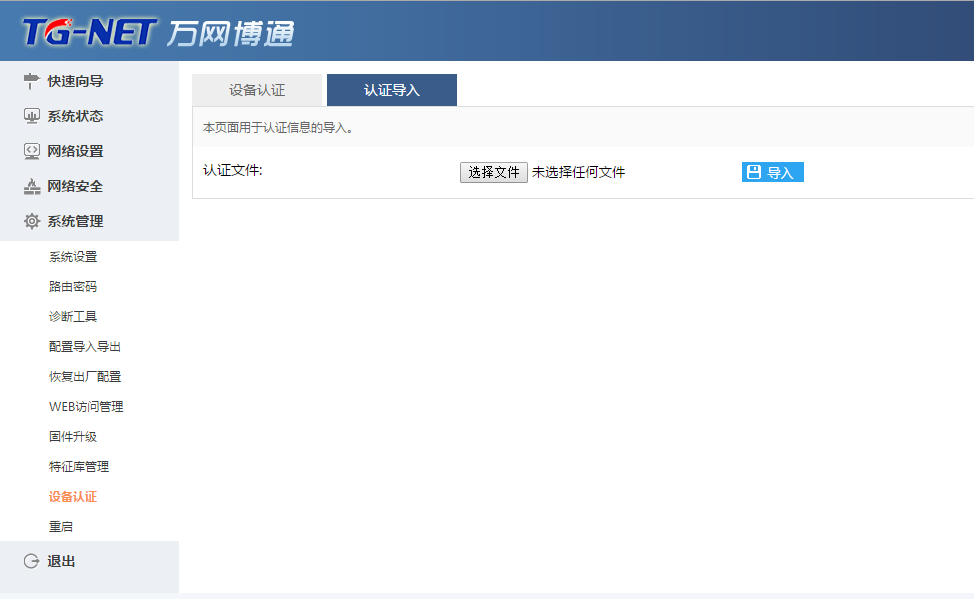 TG-NET 万网博通
快速向导
系统状态
网络设置
网络安全
系统管理
系统设置
路由密码
诊断工具
配置导入导出
恢复出厂配置
WEB访问管理
固件升级
特征库管理
设备认证
重启
退出
设备认证 认证导入
本页面用于认证信息的导入。
认证文件: 选择文件 未选择任何文件 导入